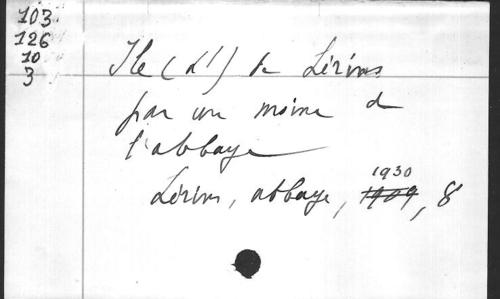 103
126
10
3
Ile (l') de Lérins
par un moine de
l'abbaye
Lérins, abbaye, 1930 1909, 8°